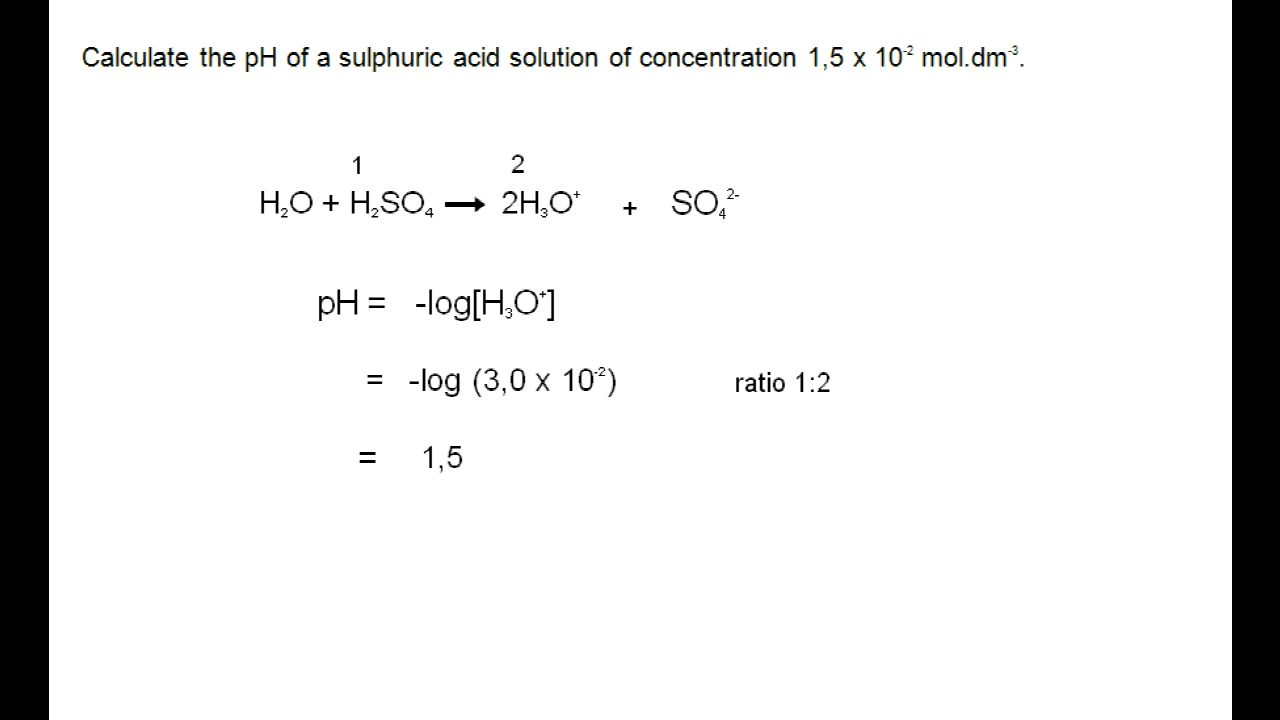 Calculate the pH of a sulphuric acid solution of concentration 1,5 x 10⁻² mol.dm⁻³.
1 2
H₂O + H₂SO₄ → 2H₃O⁺ + SO₄²⁻
pH = -log[H₃O⁺]
= -log (3,0 x 10⁻²) ratio 1:2
= 1,5